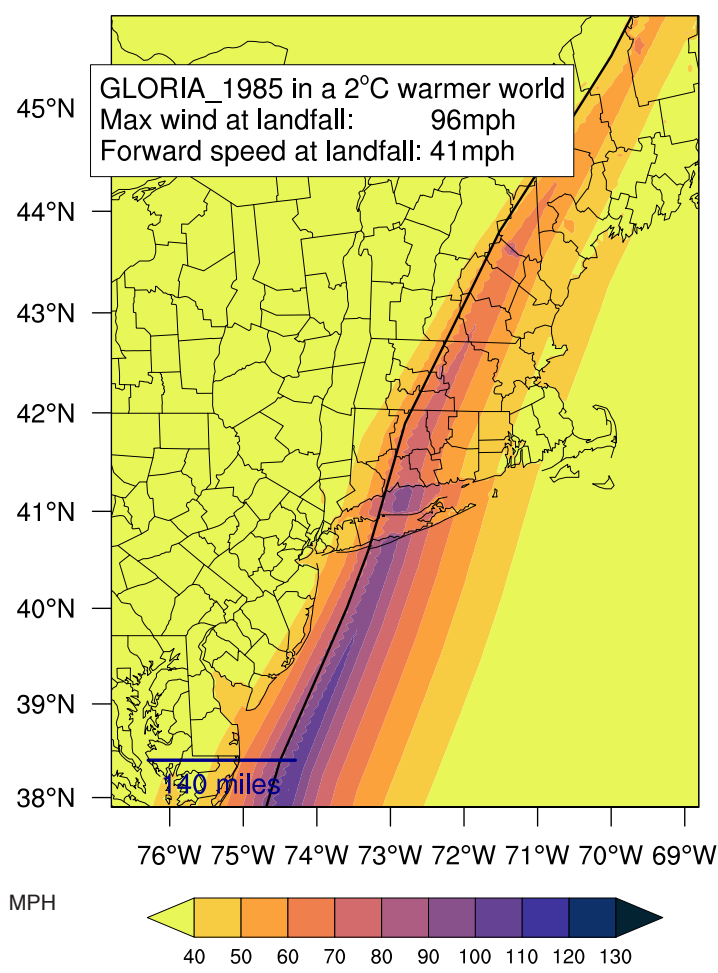 GLORIA_1985 in a 2°C warmer world
Max wind at landfall: 96mph
Forward speed at landfall: 41mph
45°N
44°N
43°N
42°N
41°N
40°N
39°N
38°N
140 miles
76°W 75°W 74°W 73°W 72°W 71°W 70°W 69°W
MPH
40 50 60 70 80 90 100 110 120 130